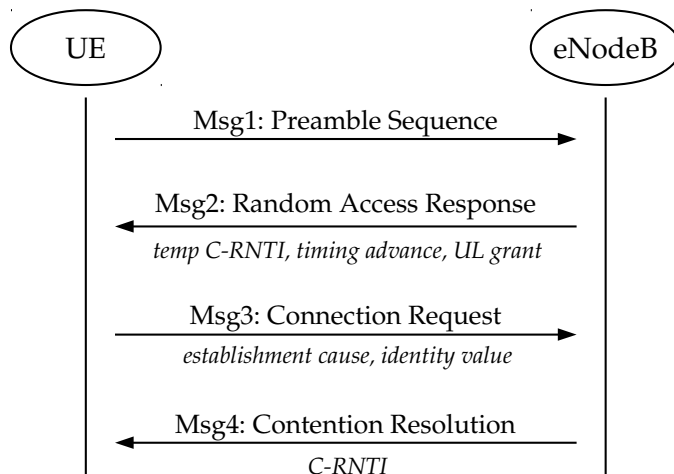 UE
eNodeB
Msg1: Preamble Sequence
Msg2: Random Access Response
temp C-RNTI, timing advance, UL grant
Msg3: Connection Request
establishment cause, identity value
Msg4: Contention Resolution
C-RNTI